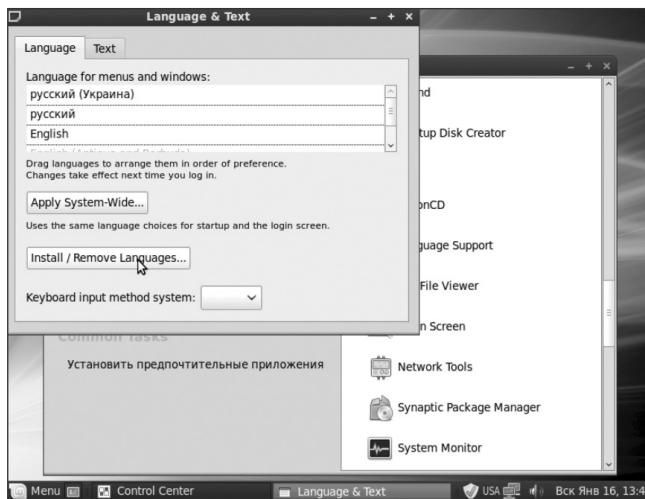 Language & Text
Language Text
Language for menus and windows:
русский (Украина)
русский
English
Drag languages to arrange them in order of preference.
Changes take effect next time you log in.
Apply System-Wide...
Uses the same language choices for startup and the login screen.
Install / Remove Languages...
Keyboard input method system:
nd
tup Disk Creator
onCD
guage Support
File Viewer
n Screen
Common Tasks
Установить предпочтительные приложения
Network Tools
Synaptic Package Manager
System Monitor
Menu Control Center Language & Text USA Вск Янв 16, 13:4